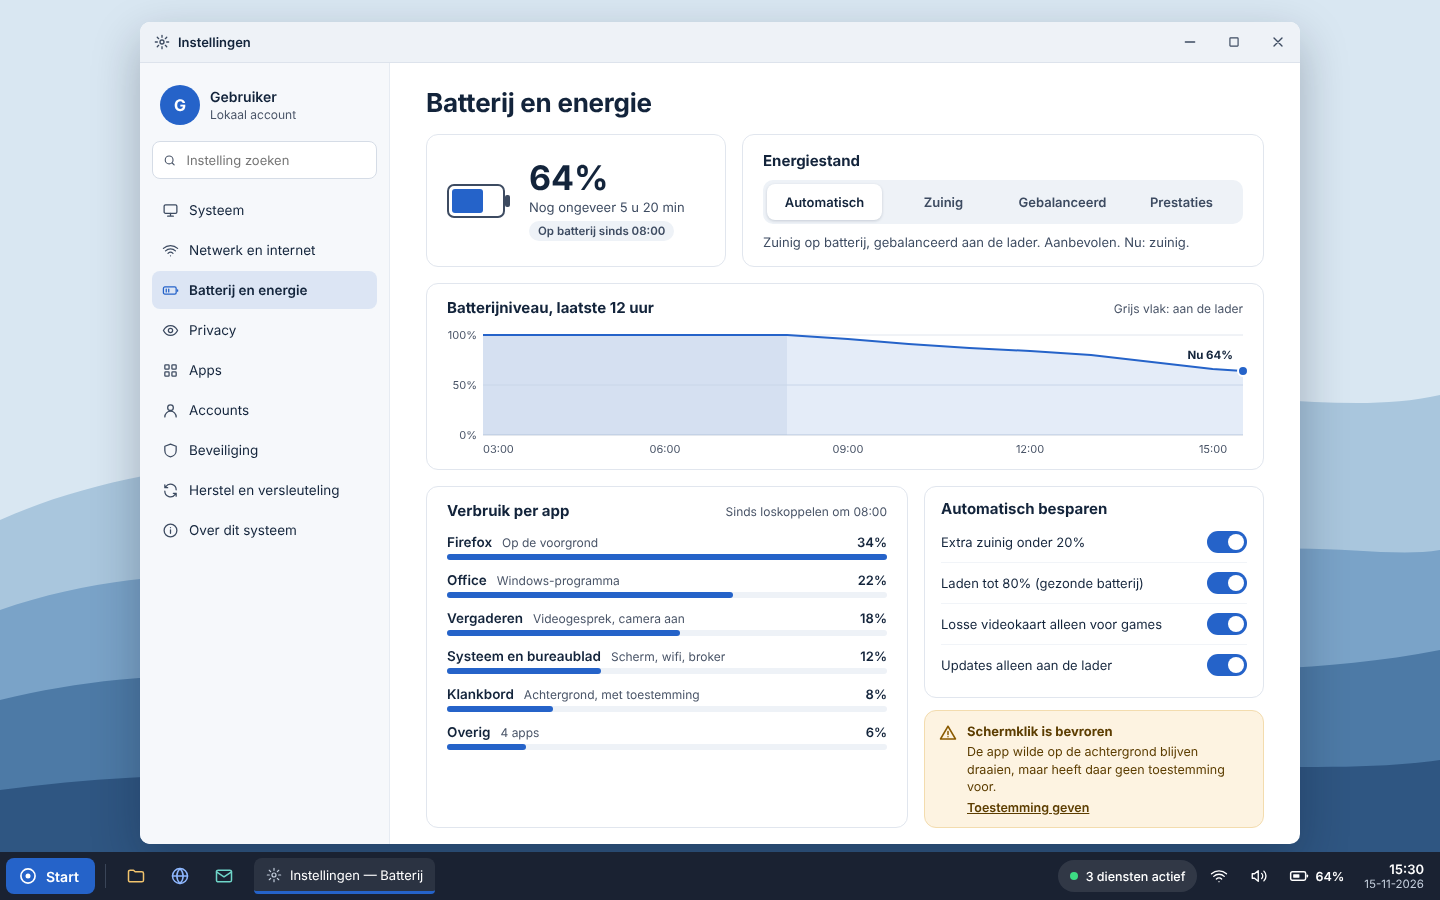 Instellingen
G
Gebruiker
Lokaal account
Instelling zoeken
Systeem
Netwerk en internet
Batterij en energie
Privacy
Apps
Accounts
Beveiliging
Herstel en versleuteling
Over dit systeem
Batterij en energie
64%
Nog ongeveer 5 u 20 min
Op batterij sinds 08:00
Energiestand
Automatisch Zuinig Gebalanceerd Prestaties
Zuinig op batterij, gebalanceerd aan de lader. Aanbevolen. Nu: zuinig.
Batterijniveau, laatste 12 uur Grijs vlak: aan de lader
100%
Nu 64%
50%
0%
03:00 06:00 09:00 12:00 15:00
Verbruik per app Sinds loskoppelen om 08:00
Firefox Op de voorgrond 34%
Office Windows-programma 22%
Vergaderen Videogesprek, camera aan 18%
Systeem en bureaublad Scherm, wifi, broker 12%
Klankbord Achtergrond, met toestemming 8%
Overig 4 apps 6%
Automatisch besparen
Extra zuinig onder 20%
Laden tot 80% (gezonde batterij)
Losse videokaart alleen voor games
Updates alleen aan de lader
Schermklik is bevroren
De app wilde op de achtergrond blijven
draaien, maar heeft daar geen toestemming
voor.
Toestemming geven
Start
Instellingen — Batterij
3 diensten actief
64%
15:30
15-11-2026